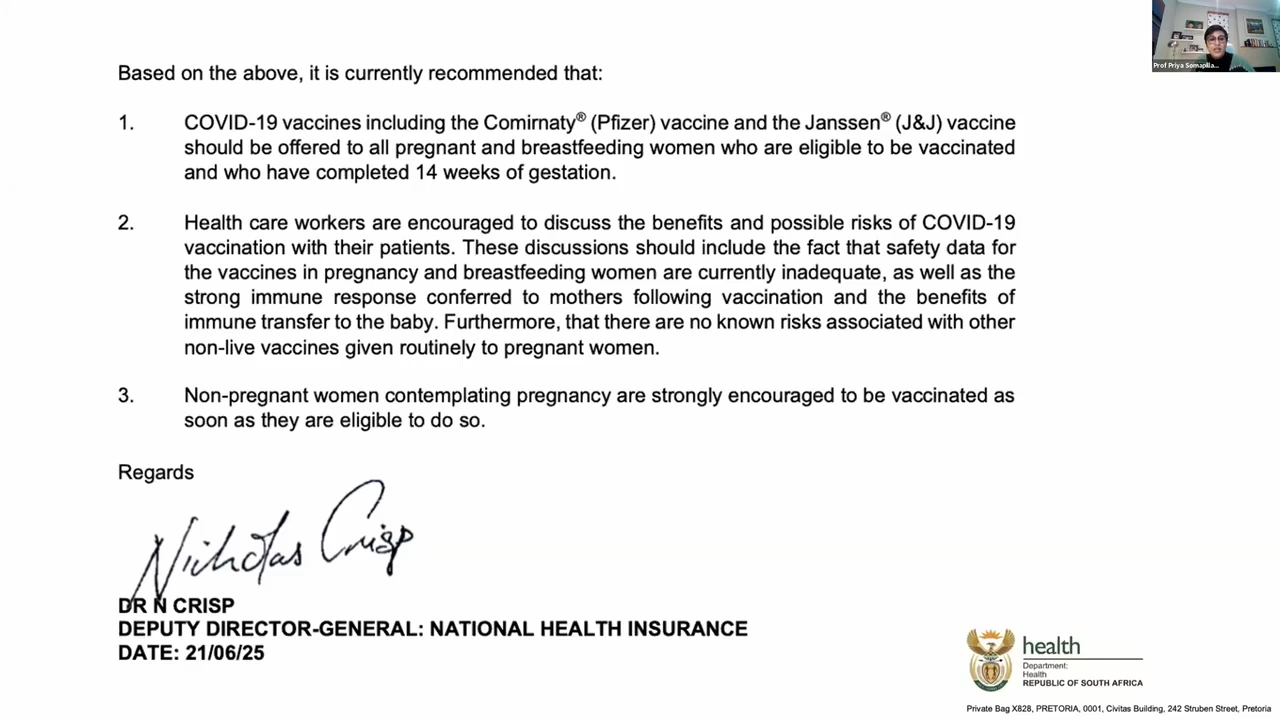 Prof Priya Somapilla...
Based on the above, it is currently recommended that:
1. COVID-19 vaccines including the Comirnaty® (Pfizer) vaccine and the Janssen® (J&J) vaccine
should be offered to all pregnant and breastfeeding women who are eligible to be vaccinated
and who have completed 14 weeks of gestation.
2. Health care workers are encouraged to discuss the benefits and possible risks of COVID-19
vaccination with their patients. These discussions should include the fact that safety data for
the vaccines in pregnancy and breastfeeding women are currently inadequate, as well as the
strong immune response conferred to mothers following vaccination and the benefits of
immune transfer to the baby. Furthermore, that there are no known risks associated with other
non-live vaccines given routinely to pregnant women.
3. Non-pregnant women contemplating pregnancy are strongly encouraged to be vaccinated as
soon as they are eligible to do so.
Regards
Nicholas Crisp
DR N CRISP
DEPUTY DIRECTOR-GENERAL: NATIONAL HEALTH INSURANCE
DATE: 21/06/25
health
Department:
Health
REPUBLIC OF SOUTH AFRICA
Private Bag X828, PRETORIA, 0001, Civitas Building, 242 Struben Street, Pretoria